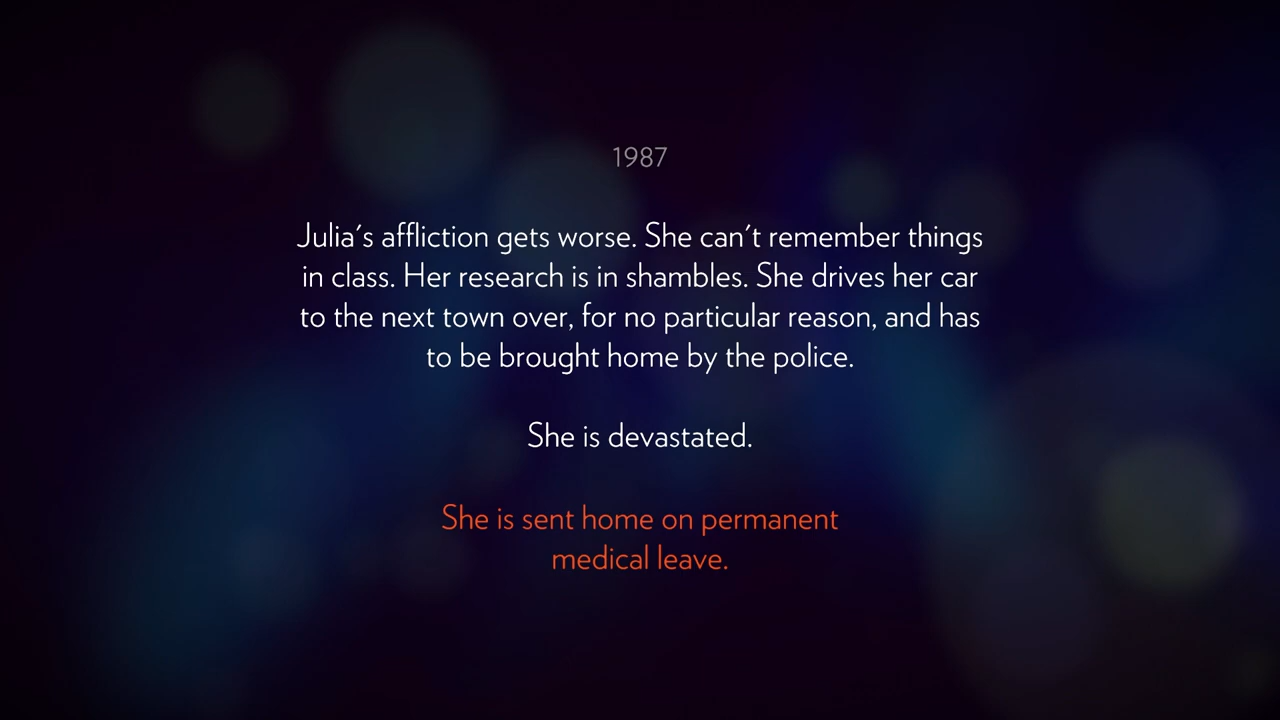 1987
Julia's affliction gets worse. She can't remember things
in class. Her research is in shambles. She drives her car
to the next town over, for no particular reason, and has
to be brought home by the police.
She is devastated.
She is sent home on permanent
medical leave.